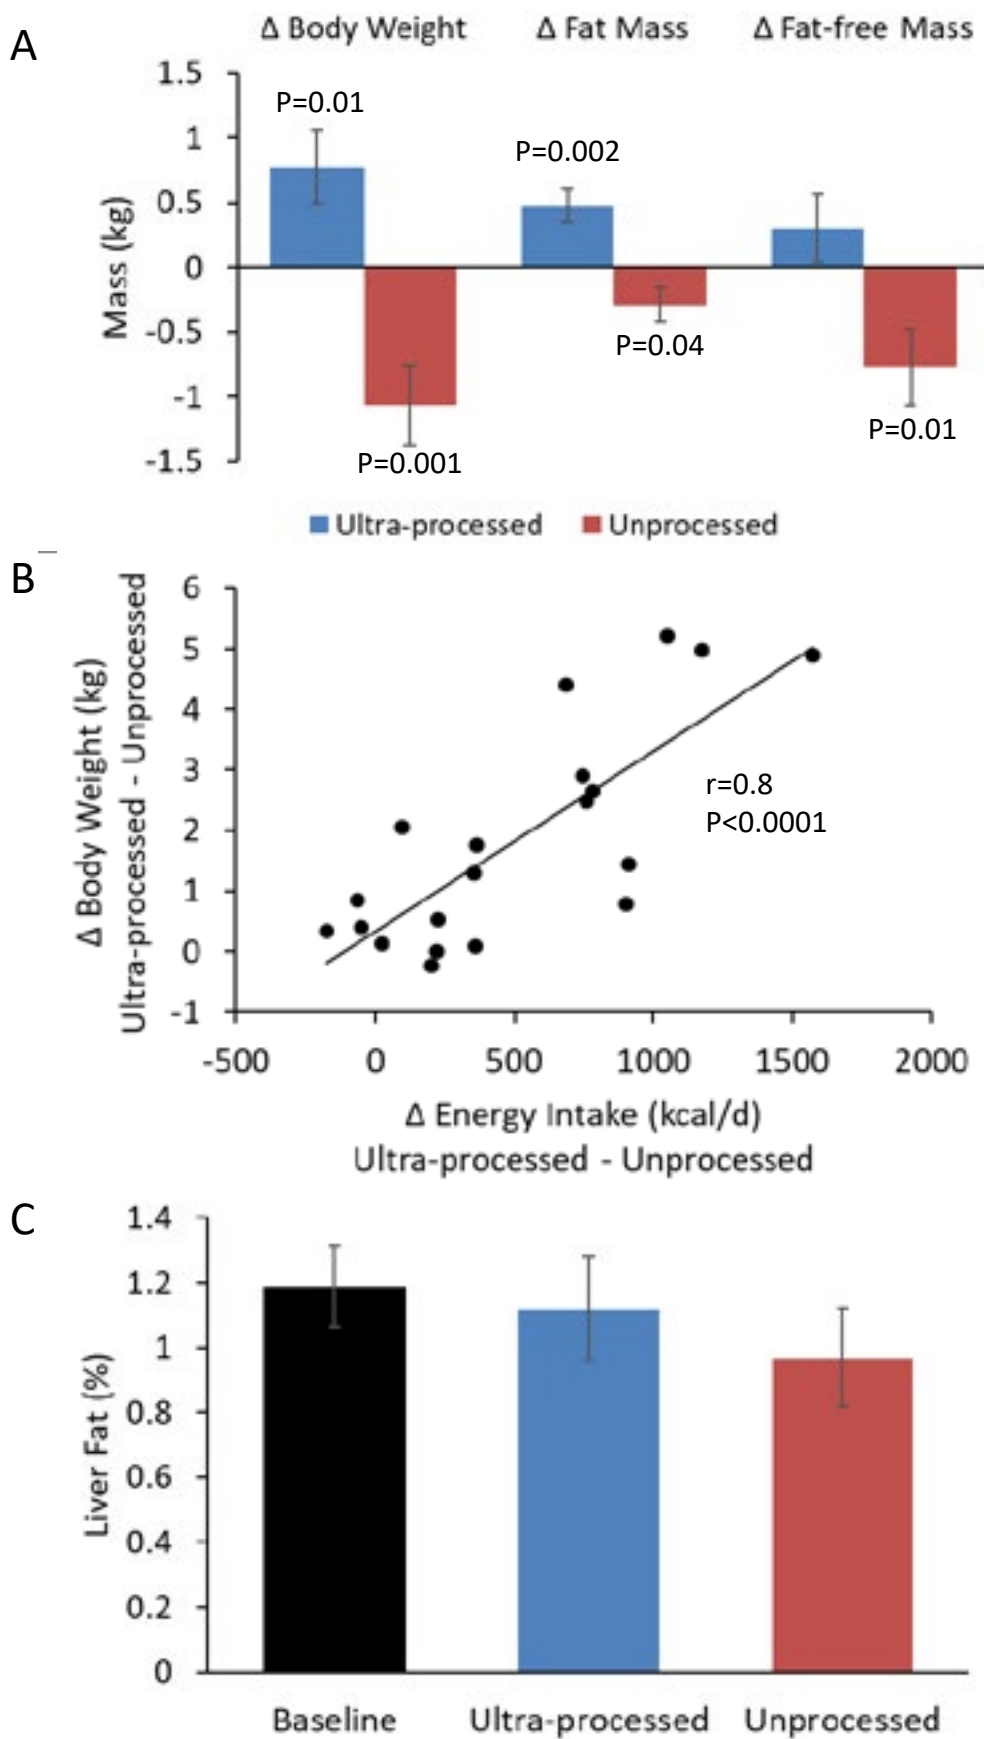 A
Δ Body Weight Δ Fat Mass Δ Fat-free Mass
1.5
1
0.5
0
-0.5
-1
-1.5
Mass (kg)
P=0.01
P=0.002
P=0.04
P=0.01
P=0.001
Ultra-processed Unprocessed
B
Δ Body Weight (kg)
Ultra-processed - Unprocessed
6
5
4
3
2
1
0
-1
r=0.8
P<0.0001
-500 0 500 1000 1500 2000
Δ Energy Intake (kcal/d)
Ultra-processed - Unprocessed
C
Liver Fat (%)
1.4
1.2
1
0.8
0.6
0.4
0.2
0
Baseline Ultra-processed Unprocessed